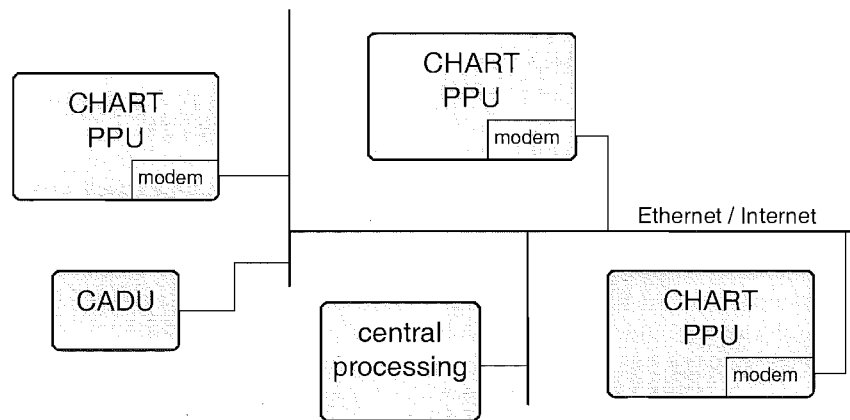 CHART
PPU
modem
CHART
PPU
modem
Ethernet / Internet
CADU
central
processing
CHART
PPU
modem